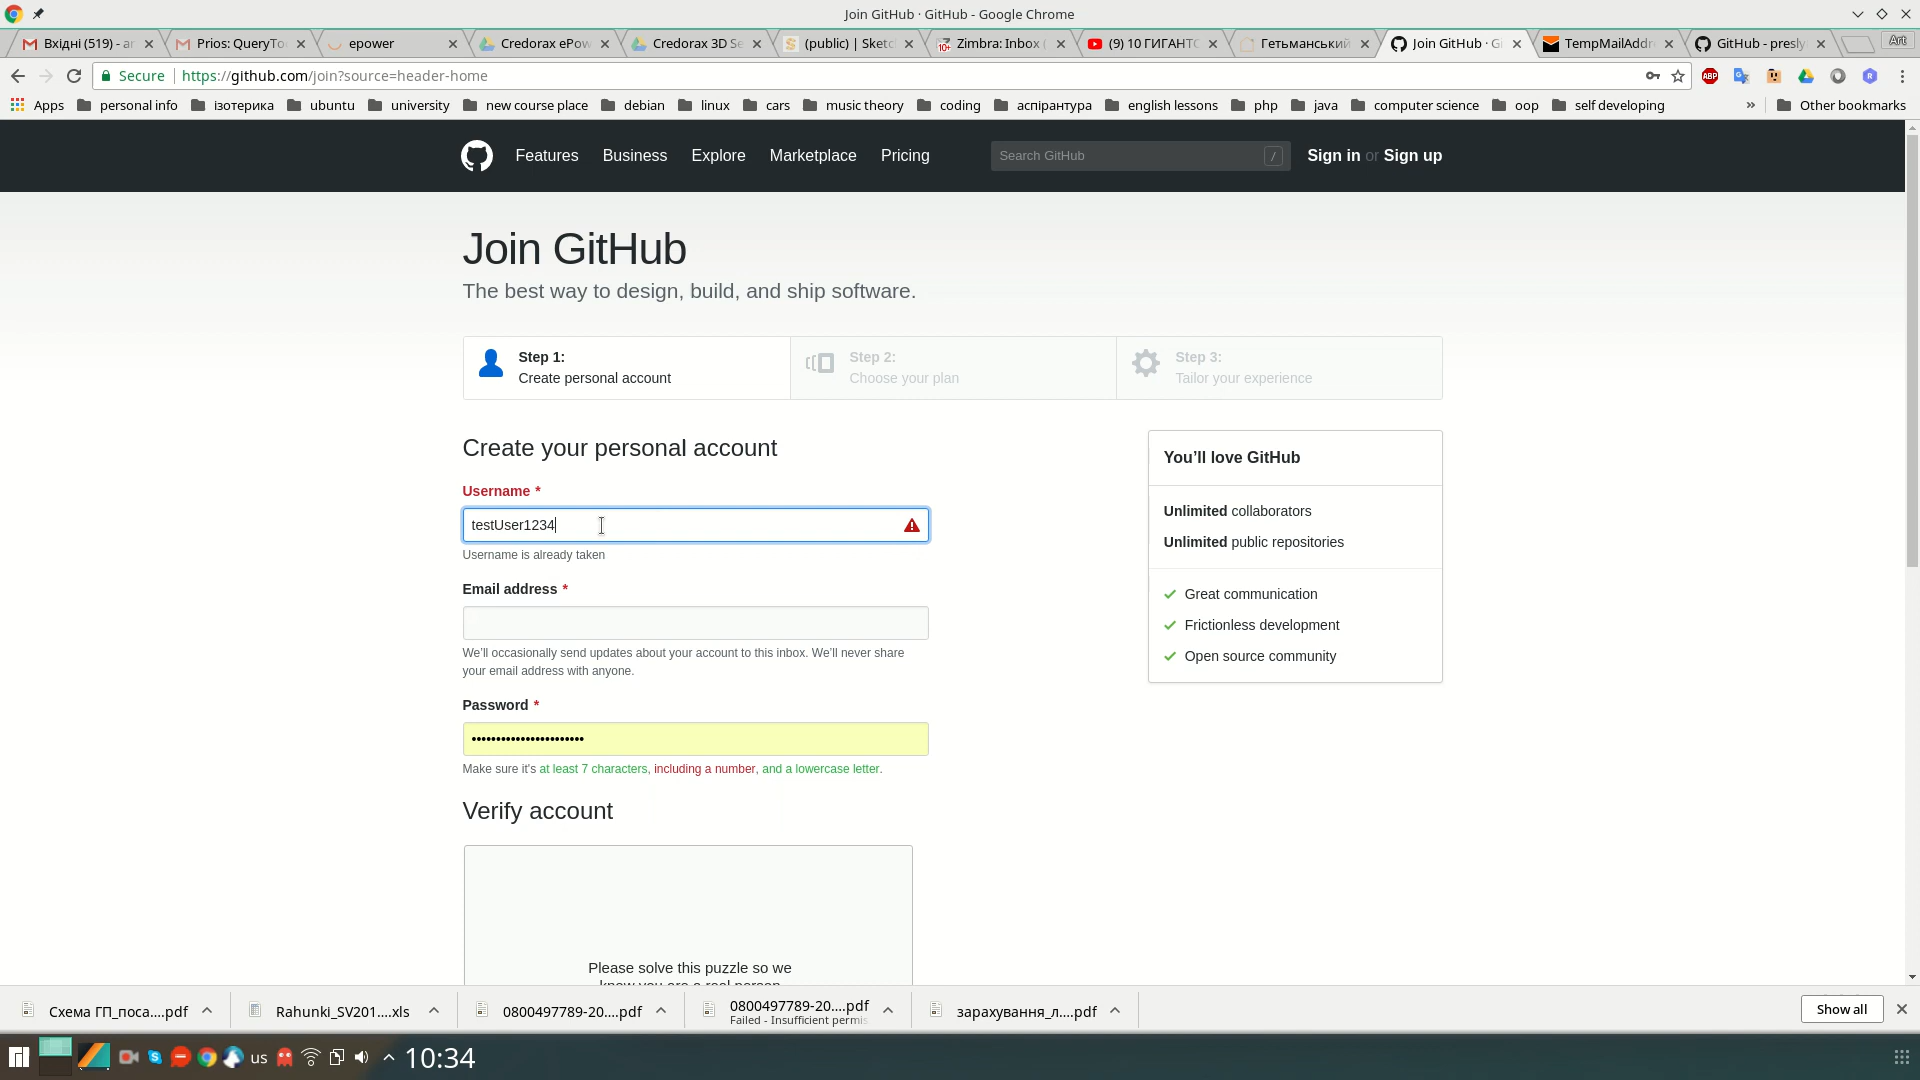 Join GitHub · GitHub - Google Chrome
Вхідні (519) - ar
Prios: QueryTo
epower
Credorax ePow
Credorax 3D Se
(public) | Sketc
Zimbra: Inbox (
(9) 10 ГИГАНТС
Гетьманський
Join GitHub · Gi
TempMailAddr
GitHub - presly
Art
Secure
https://github.com/join?source=header-home
ABP
Apps
personal info
ізотерика
ubuntu
university
new course place
debian
linux
cars
music theory
coding
аспірантура
english lessons
php
java
computer science
oop
self developing
»
Other bookmarks
Features
Business
Explore
Marketplace
Pricing
Search GitHub
/
Sign in or Sign up
Join GitHub
The best way to design, build, and ship software.
Step 1:
Create personal account
Step 2:
Choose your plan
Step 3:
Tailor your experience
Create your personal account
Username *
testUser1234
Username is already taken
Email address *
We’ll occasionally send updates about your account to this inbox. We’ll never share
your email address with anyone.
Password *
•••••••••••••••••••••••
Make sure it's at least 7 characters, including a number, and a lowercase letter.
Verify account
Please solve this puzzle so we
know you are a real person
You’ll love GitHub
Unlimited collaborators
Unlimited public repositories
Great communication
Frictionless development
Open source community
Схема ГП_поса....pdf
Rahunki_SV201....xls
0800497789-20....pdf
0800497789-20....pdf
Failed - Insufficient permis
зарахування_л....pdf
Show all
us
10:34